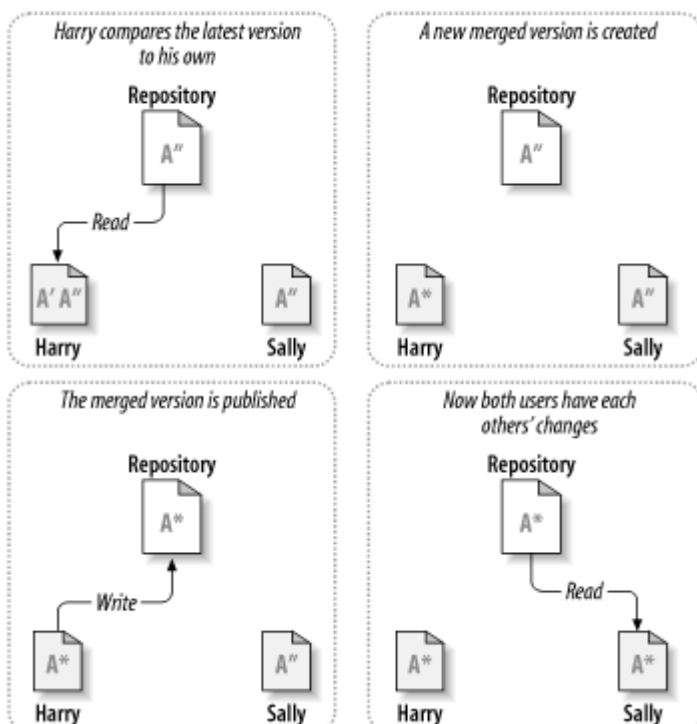 Harry compares the latest version
to his own
Repository
A″
Read
A′ A″
A″
Harry
Sally
A new merged version is created
Repository
A″
A*
A″
Harry
Sally
The merged version is published
Repository
A*
Write
A*
A″
Harry
Sally
Now both users have each
others’ changes
Repository
A*
Read
A*
A*
Harry
Sally